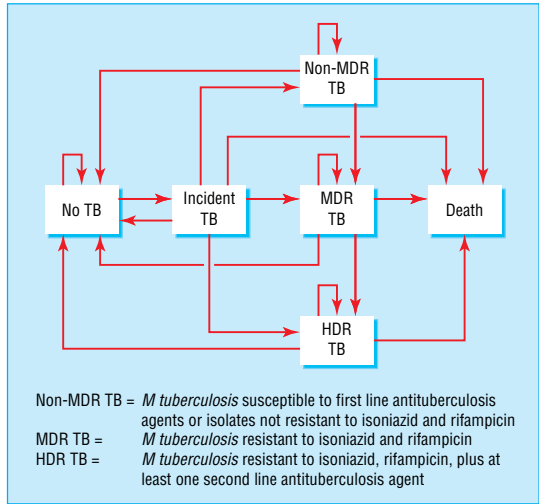 Non-MDR
TB
No TB
Incident
TB
MDR
TB
Death
HDR
TB
Non-MDR TB = M tuberculosis susceptible to first line antituberculosis
agents or isolates not resistant to isoniazid and rifampicin
MDR TB = M tuberculosis resistant to isoniazid and rifampicin
HDR TB = M tuberculosis resistant to isoniazid, rifampicin, plus at
least one second line antituberculosis agent